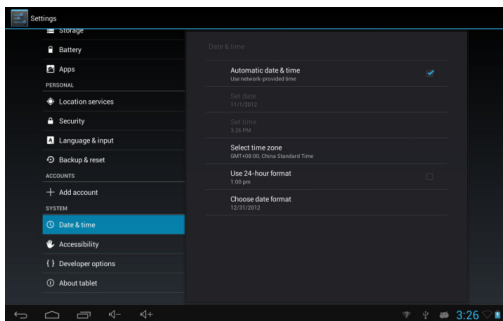 Settings
Storage
Battery
Apps
PERSONAL
Location services
Security
Language & input
Backup & reset
ACCOUNTS
Add account
SYSTEM
Date & time
Accessibility
Developer options
About tablet
Date & time
Automatic date & time
Use network-provided time
Set date
11/1/2012
Set time
3:26 PM
Select time zone
GMT+08:00, China Standard Time
Use 24-hour format
1:00 pm
Choose date format
12/31/2012
3:26